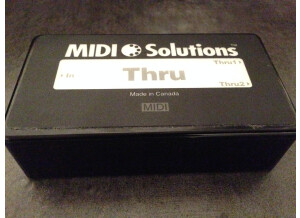 MIDI Solutions
Thru1
In
Thru
Thru2
Made in Canada
MIDI